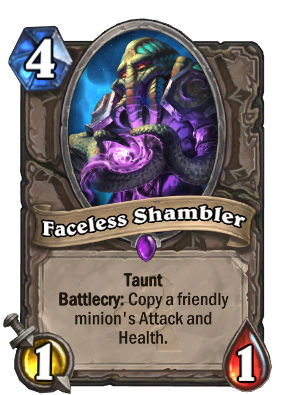 4
Faceless Shambler
Taunt
Battlecry: Copy a friendly
minion's Attack and
Health.
1
1